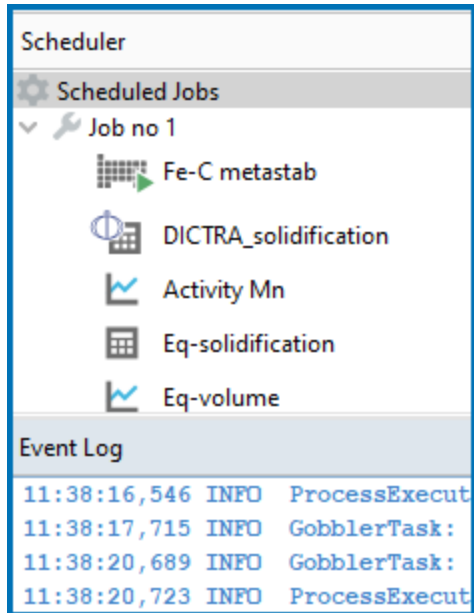 Scheduler
Scheduled Jobs
Job no 1
Fe-C metastab
DICTRA_solidification
Activity Mn
Eq-solidification
Eq-volume
Event Log
11:38:16,546 INFO ProcessExecut
11:38:17,715 INFO GobblerTask:
11:38:20,689 INFO GobblerTask:
11:38:20,723 INFO ProcessExecut